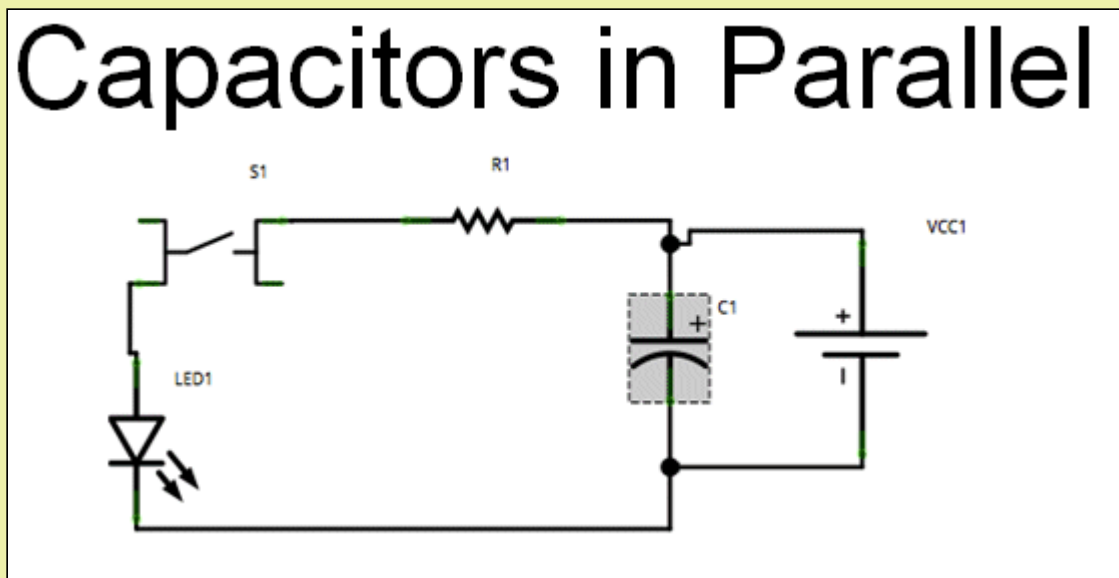 Capacitors in Parallel
S1
R1
VCC1
+
C1
+
LED1